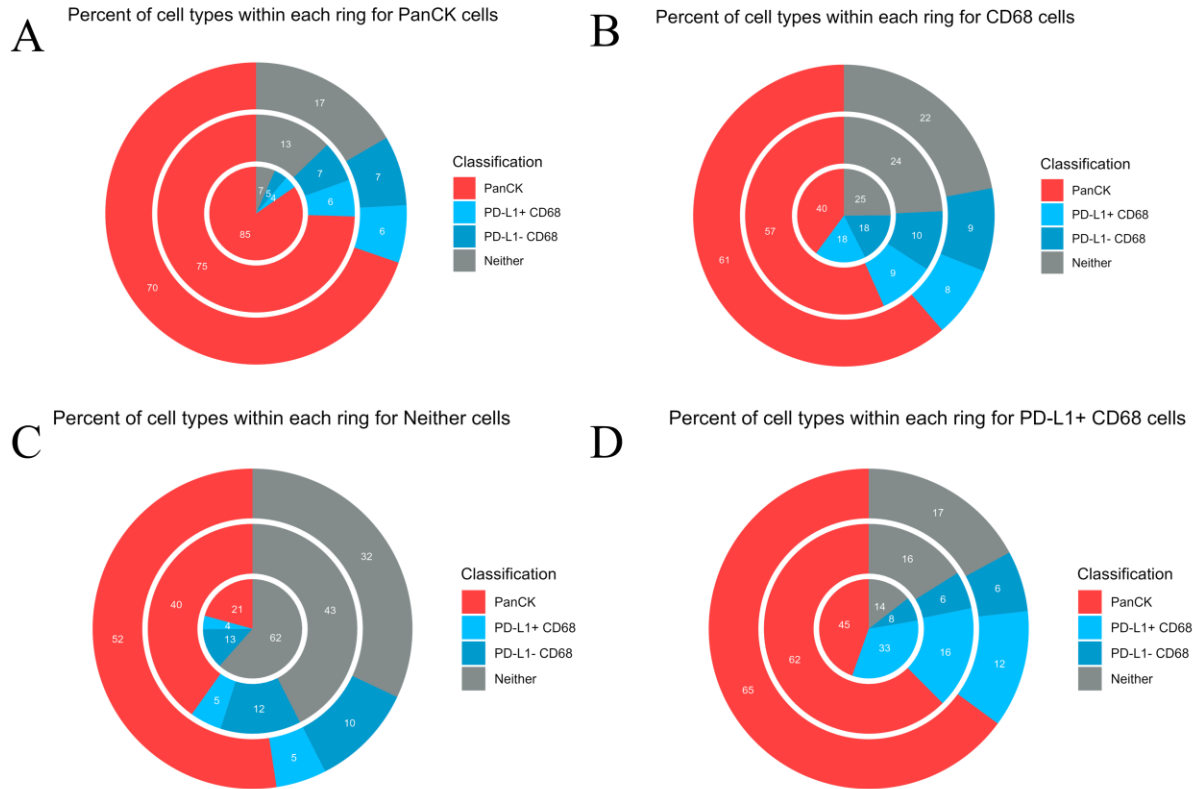 Percent of cell types within each ring for PanCK cells
A
17
13
7
7
5
4
7
6
6
85
75
70
Classification
PanCK
PD-L1+ CD68
PD-L1- CD68
Neither
Percent of cell types within each ring for CD68 cells
B
22
24
25
40
18
18
10
9
57
61
9
8
Classification
PanCK
PD-L1+ CD68
PD-L1- CD68
Neither
Percent of cell types within each ring for Neither cells
C
32
40
21
43
4
13
62
52
5
12
10
5
Classification
PanCK
PD-L1+ CD68
PD-L1- CD68
Neither
Percent of cell types within each ring for PD-L1+ CD68 cells
D
17
16
14
6
6
8
45
33
62
16
65
12
Classification
PanCK
PD-L1+ CD68
PD-L1- CD68
Neither